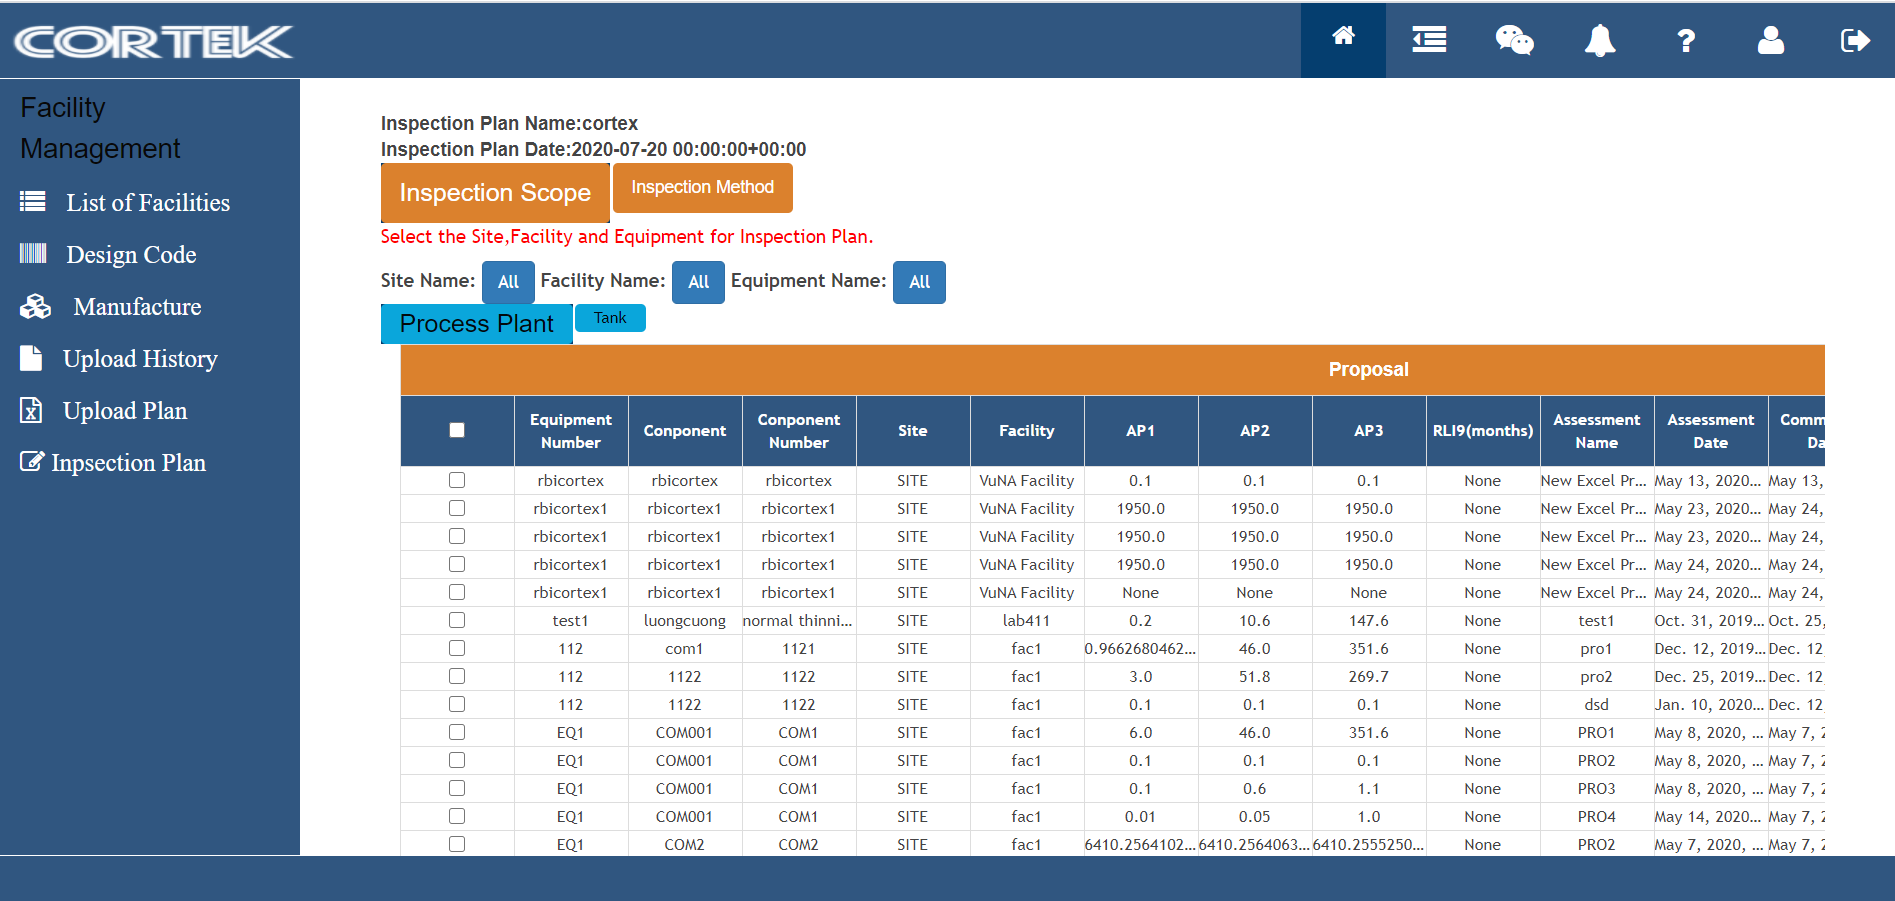 CORTEK
?
Facility
Management
List of Facilities
Design Code
Manufacture
Upload History
Upload Plan
Inpsection Plan
Inspection Plan Name:cortex
Inspection Plan Date:2020-07-20 00:00:00+00:00
Inspection Scope Inspection Method
Select the Site,Facility and Equipment for Inspection Plan.
Site Name: All Facility Name: All Equipment Name: All
Process Plant Tank
Proposal
Equipment Number Conponent Conponent Number Site Facility AP1 AP2 AP3 RLI9(months) Assessment Name Assessment Date Comm Da
rbicortex rbicortex rbicortex SITE VuNA Facility 0.1 0.1 0.1 None New Excel Pr... May 13, 2020... May 13,
rbicortex1 rbicortex1 rbicortex1 SITE VuNA Facility 1950.0 1950.0 1950.0 None New Excel Pr... May 23, 2020... May 24,
rbicortex1 rbicortex1 rbicortex1 SITE VuNA Facility 1950.0 1950.0 1950.0 None New Excel Pr... May 23, 2020... May 24,
rbicortex1 rbicortex1 rbicortex1 SITE VuNA Facility 1950.0 1950.0 1950.0 None New Excel Pr... May 24, 2020... May 24,
rbicortex1 rbicortex1 rbicortex1 SITE VuNA Facility None None None None New Excel Pr... May 24, 2020... May 24,
test1 luongcuong normal thinni... SITE lab411 0.2 10.6 147.6 None test1 Oct. 31, 2019... Oct. 25,
112 com1 1121 SITE fac1 0.9662680462... 46.0 351.6 None pro1 Dec. 12, 2019... Dec. 12,
112 1122 1122 SITE fac1 3.0 51.8 269.7 None pro2 Dec. 25, 2019... Dec. 12,
112 1122 1122 SITE fac1 0.1 0.1 0.1 None dsd Jan. 10, 2020... Dec. 12,
EQ1 COM001 COM1 SITE fac1 6.0 46.0 351.6 None PRO1 May 8, 2020, ... May 7, 2
EQ1 COM001 COM1 SITE fac1 0.1 0.1 0.1 None PRO2 May 8, 2020, ... May 7, 2
EQ1 COM001 COM1 SITE fac1 0.1 0.6 1.1 None PRO3 May 8, 2020, ... May 7, 2
EQ1 COM001 COM1 SITE fac1 0.01 0.05 1.0 None PRO4 May 14, 2020... May 7, 2
EQ1 COM2 COM2 SITE fac1 6410.2564102... 6410.2564063... 6410.2555250... None PRO2 May 7, 2020, ... May 7, 2